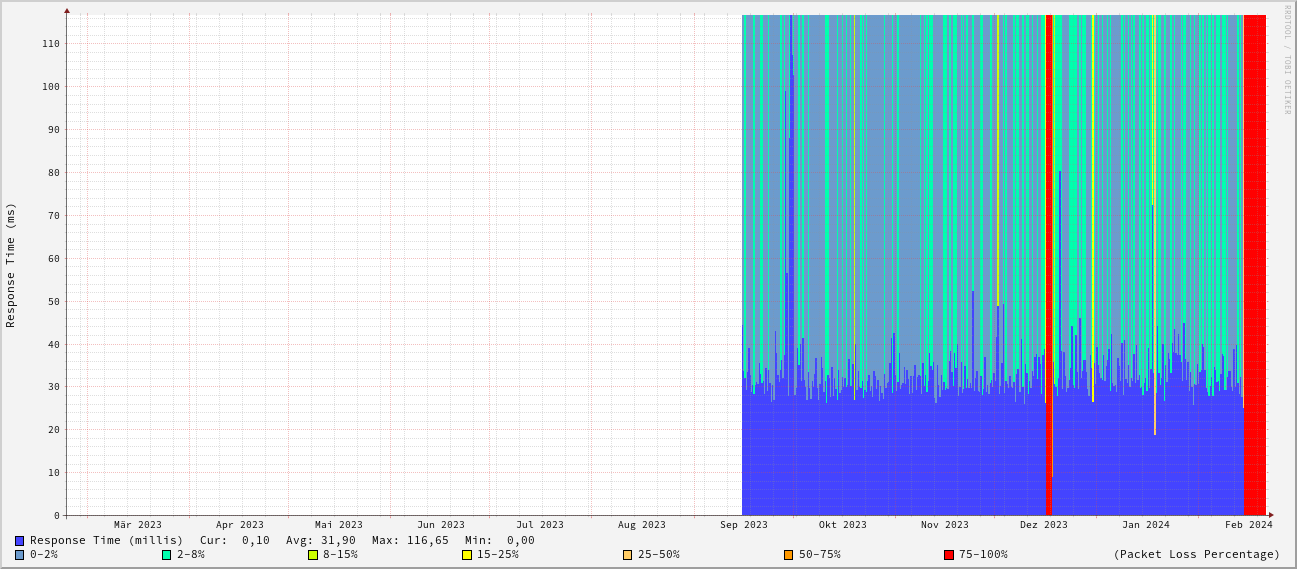 RRDTOOL / TOBI OETIKER
Response Time (ms)
110
100
90
80
70
60
50
40
30
20
10
0
Mär 2023 Apr 2023 Mai 2023 Jun 2023 Jul 2023 Aug 2023 Sep 2023 Okt 2023 Nov 2023 Dez 2023 Jan 2024 Feb 2024
Response Time (millis) Cur: 0,10 Avg: 31,90 Max: 116,65 Min: 0,00
0-2% 2-8% 8-15% 15-25% 25-50% 50-75% 75-100% (Packet Loss Percentage)